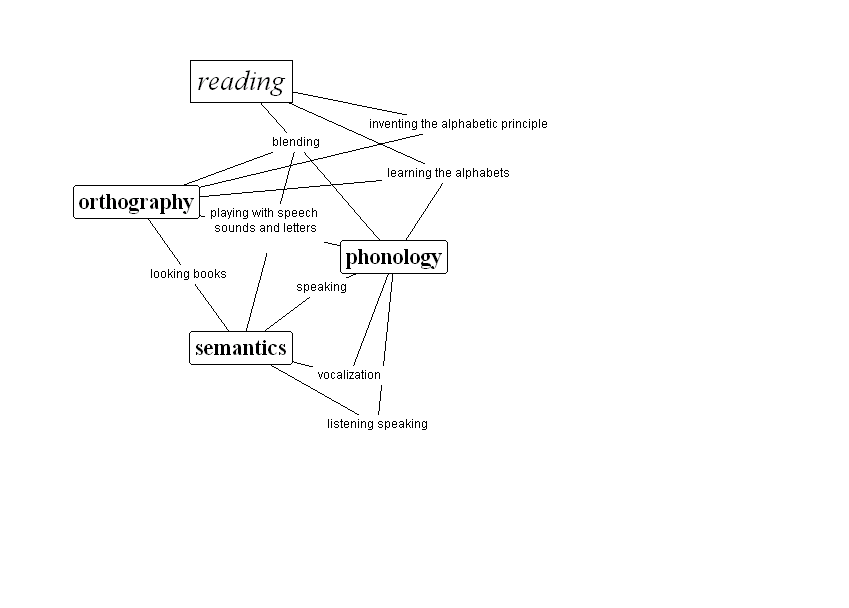 reading
inventing the alphabetic principle
blending
learning the alphabets
orthography
playing with speech
sounds and letters
phonology
looking books
speaking
semantics
vocalization
listening speaking